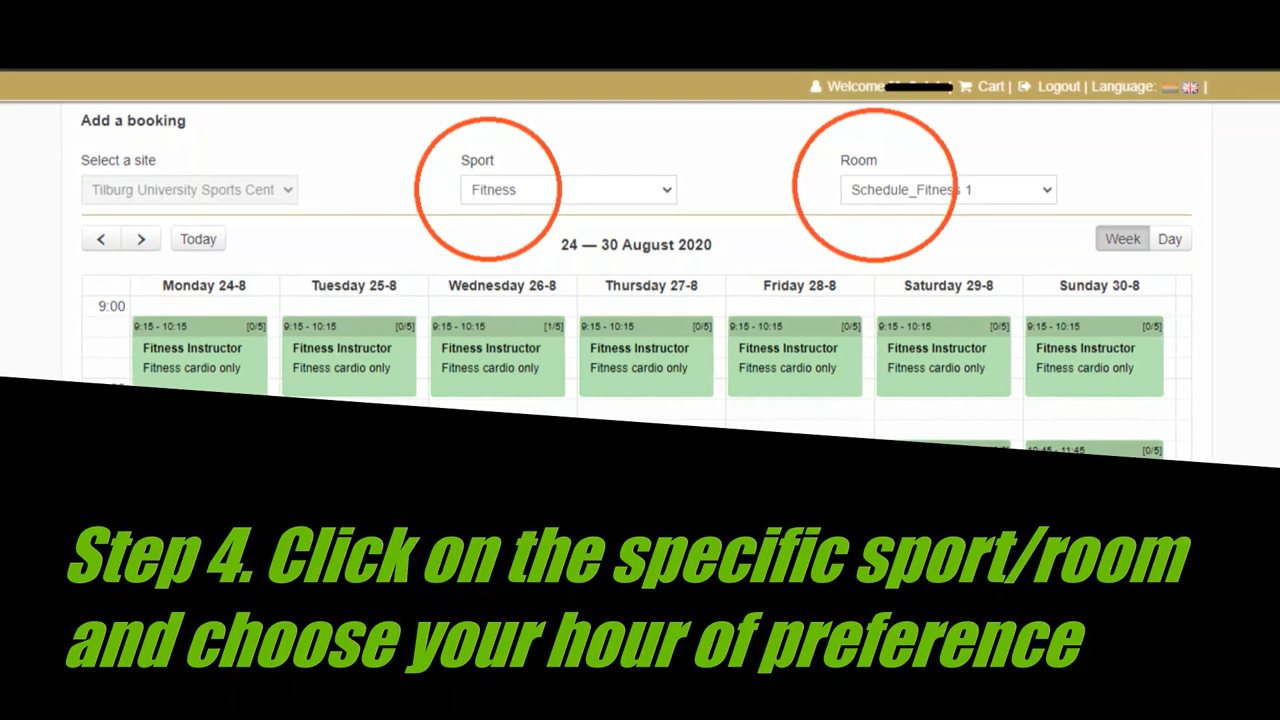 Welcome Cart | Logout | Language: |
Add a booking
Select a site Sport Room
Tilburg University Sports Cent Fitness Schedule_Fitness 1
Today 24 — 30 August 2020 Week Day
Monday 24-8 Tuesday 25-8 Wednesday 26-8 Thursday 27-8 Friday 28-8 Saturday 29-8 Sunday 30-8
9:00
9:15 - 10:15 [0/5] 9:15 - 10:15 [0/5] 9:15 - 10:15 [1/5] 9:15 - 10:15 [0/5] 9:15 - 10:15 [0/5] 9:15 - 10:15 [0/5] 9:15 - 10:15 [0/5]
Fitness Instructor Fitness Instructor Fitness Instructor Fitness Instructor Fitness Instructor Fitness Instructor Fitness Instructor
Fitness cardio only Fitness cardio only Fitness cardio only Fitness cardio only Fitness cardio only Fitness cardio only Fitness cardio only
10:45 - 11:45 [0/5]
Step 4. Click on the specific sport/room
and choose your hour of preference